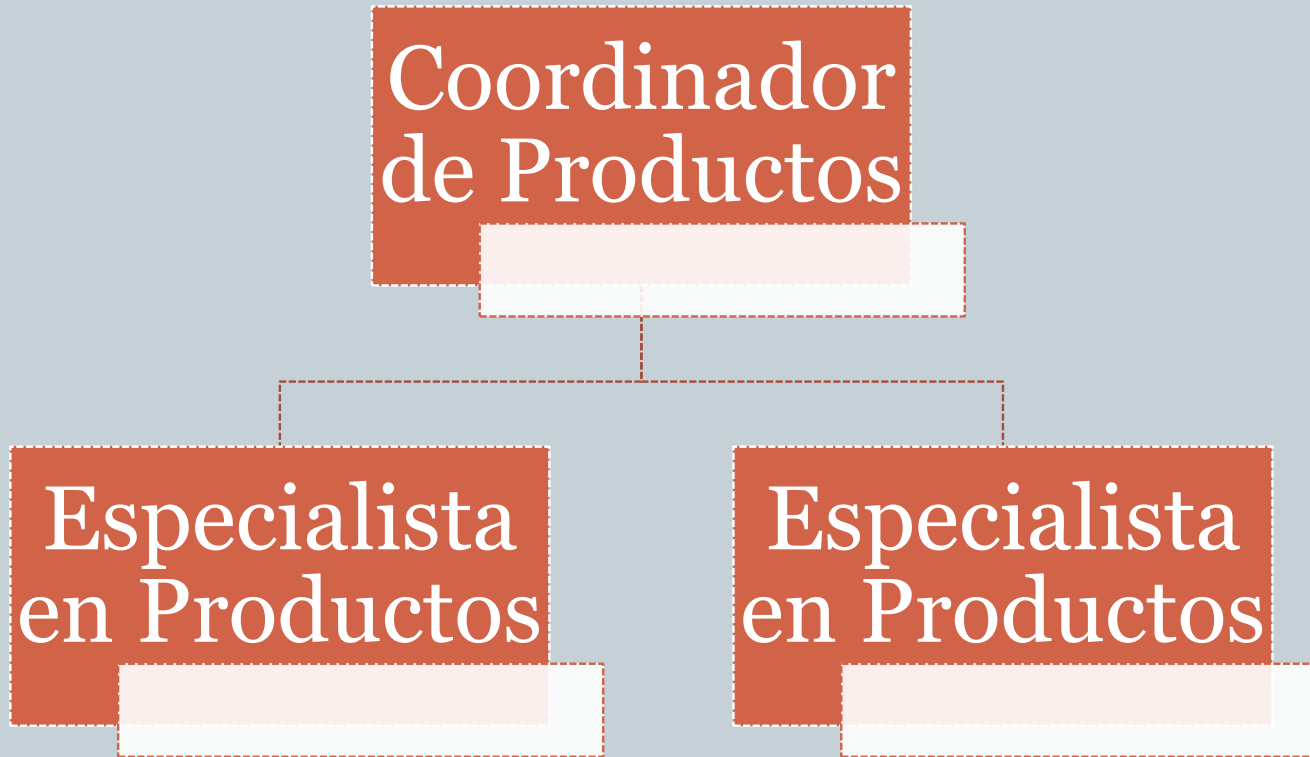 Coordinador
de Productos
Especialista
en Productos
Especialista
en Productos